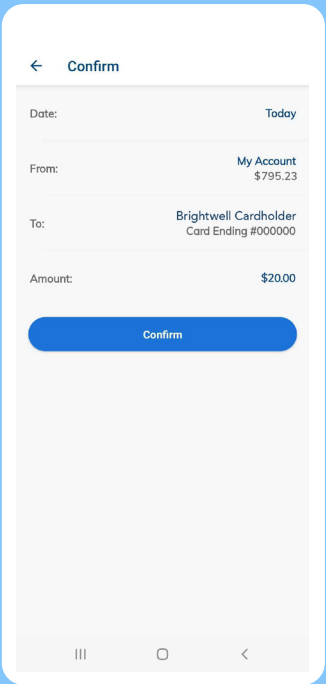 Confirm
Date:
Today
From:
My Account
$795.23
To:
Brightwell Cardholder
Card Ending #000000
Amount:
$20.00
Confirm